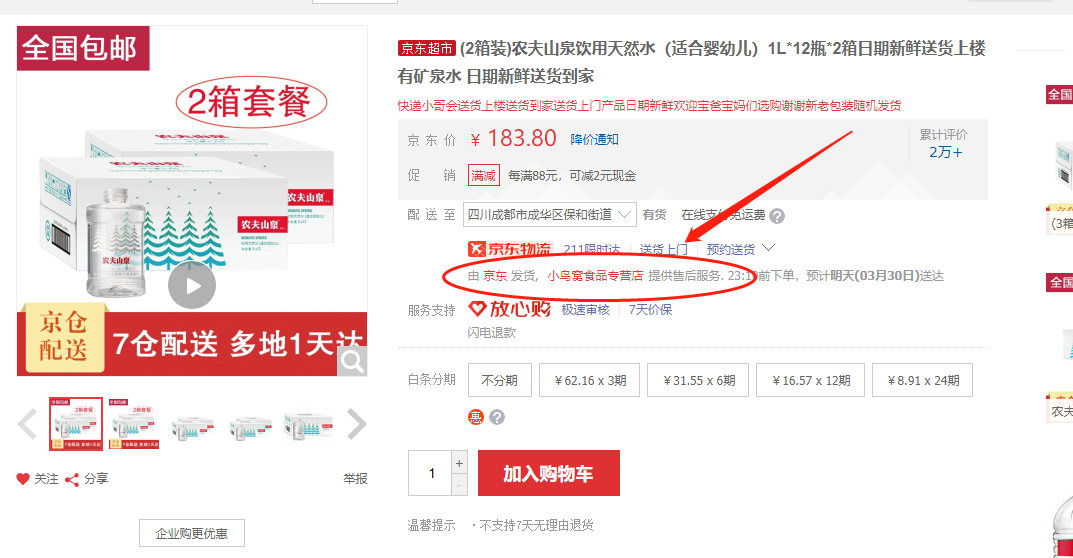 全国包邮
2箱套餐
农夫山泉
农夫山泉
农夫山泉
农夫山泉
农夫山泉
京仓
配送
7仓配送 多地1天达
关注 分享 举报
企业购更优惠
京东超市 (2箱装)农夫山泉饮用天然水（适合婴幼儿）1L*12瓶*2箱日期新鲜送货上楼
有矿泉水 日期新鲜送货到家
快递小哥会送货上楼送货到家送货上门产品日期新鲜欢迎宝爸宝妈们选购谢谢新老包装随机发货
京东价 ￥183.80 降价通知
累计评价
2万+
促销 满减 每满88元，可减2元现金
配送至 四川成都市成华区保和街道 有货 在线支付免运费 ?
京东物流 211限时达 送货上门 预约送货
由 京东 发货，小鸟窝食品专营店 提供售后服务. 23:10前下单，预计明天(03月30日)送达
服务支持 放心购 极速审核 7天价保
闪电退款
白条分期 不分期 ￥62.16 x 3期 ￥31.55 x 6期 ￥16.57 x 12期 ￥8.91 x 24期
惠 ?
1 + -
加入购物车
温馨提示 ·不支持7天无理由退货
全国
(3箱
全国
农夫